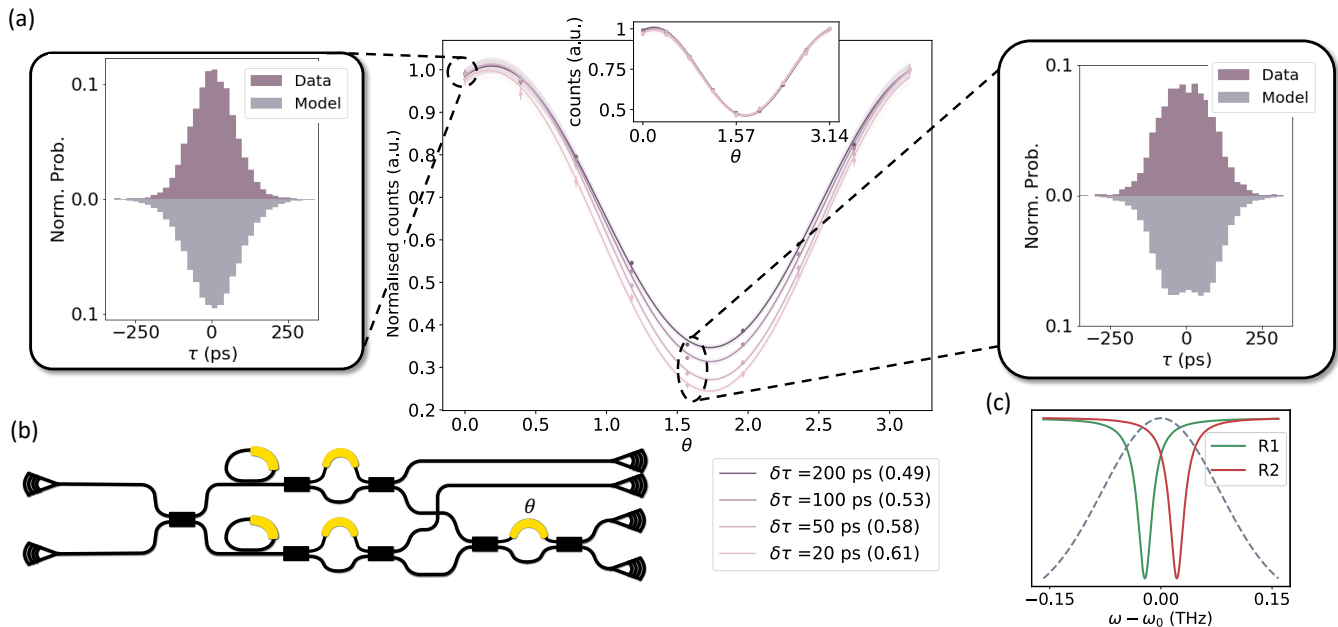 (a)
0.1
0.0
0.1
Norm. Prob.
Data
Model
−250
0
250
τ (ps)
Normalised counts (a.u.)
1.0
0.9
0.8
0.7
0.6
0.5
0.4
0.3
0.2
0.0
0.5
1.0
1.5
2.0
2.5
3.0
θ
counts (a.u.)
1
0.75
0.5
0.0
1.57
3.14
θ
0.1
0.0
0.1
Norm. Prob.
Data
Model
−250
0
250
τ (ps)
(b)
θ
δτ =200 ps (0.49)
δτ =100 ps (0.53)
δτ =50 ps (0.58)
δτ =20 ps (0.61)
(c)
R1
R2
−0.15
0.00
0.15
ω − ω₀ (THz)